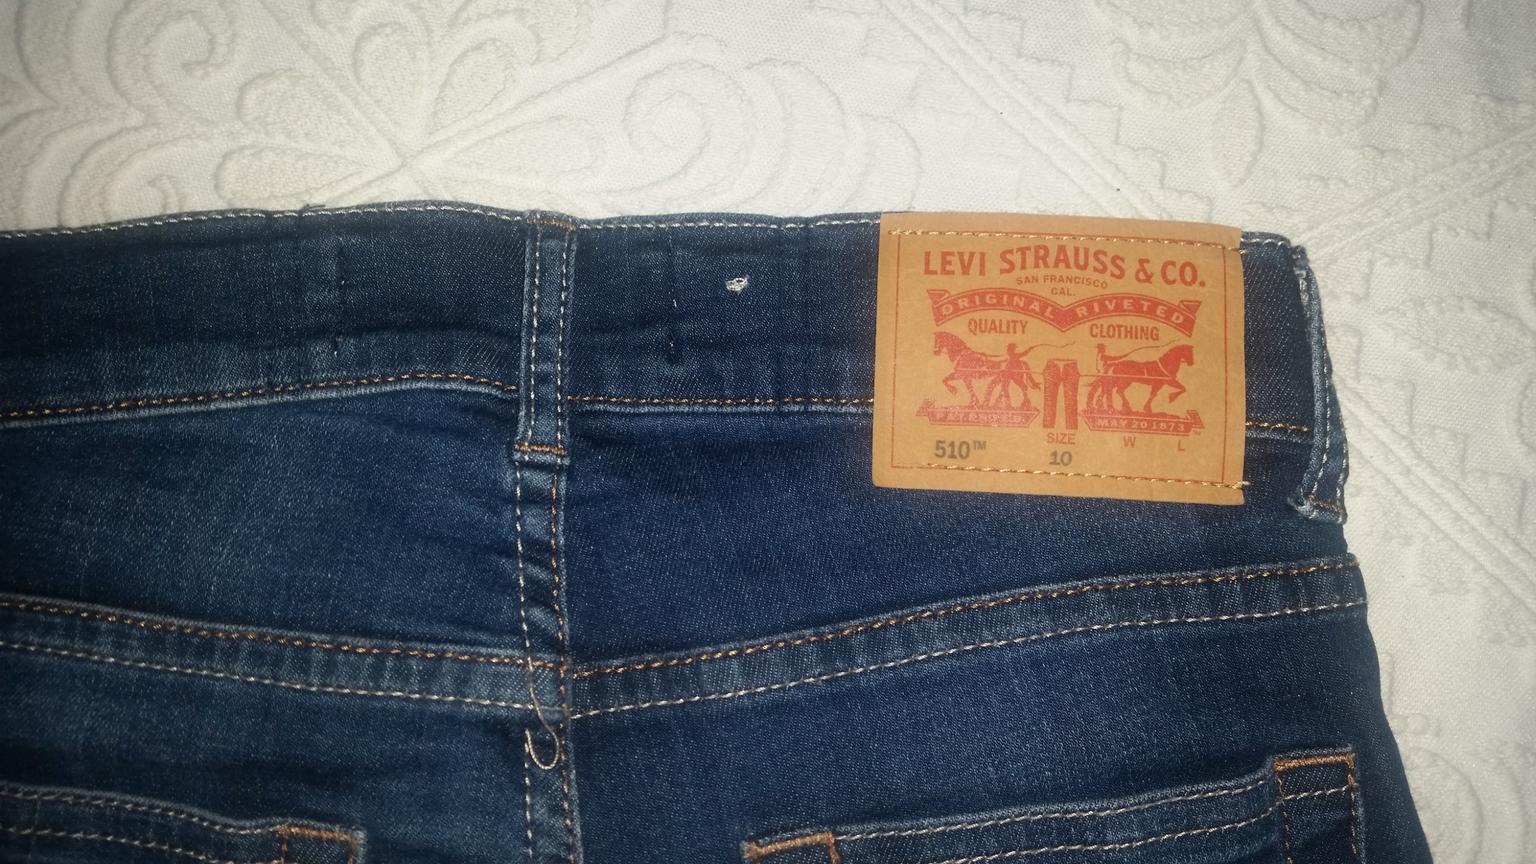 LEVI STRAUSS & CO.
SAN FRANCISCO
CAL.
ORIGINAL RIVETED
QUALITY CLOTHING
MAY 20 1873
SIZE W L
510™ 10